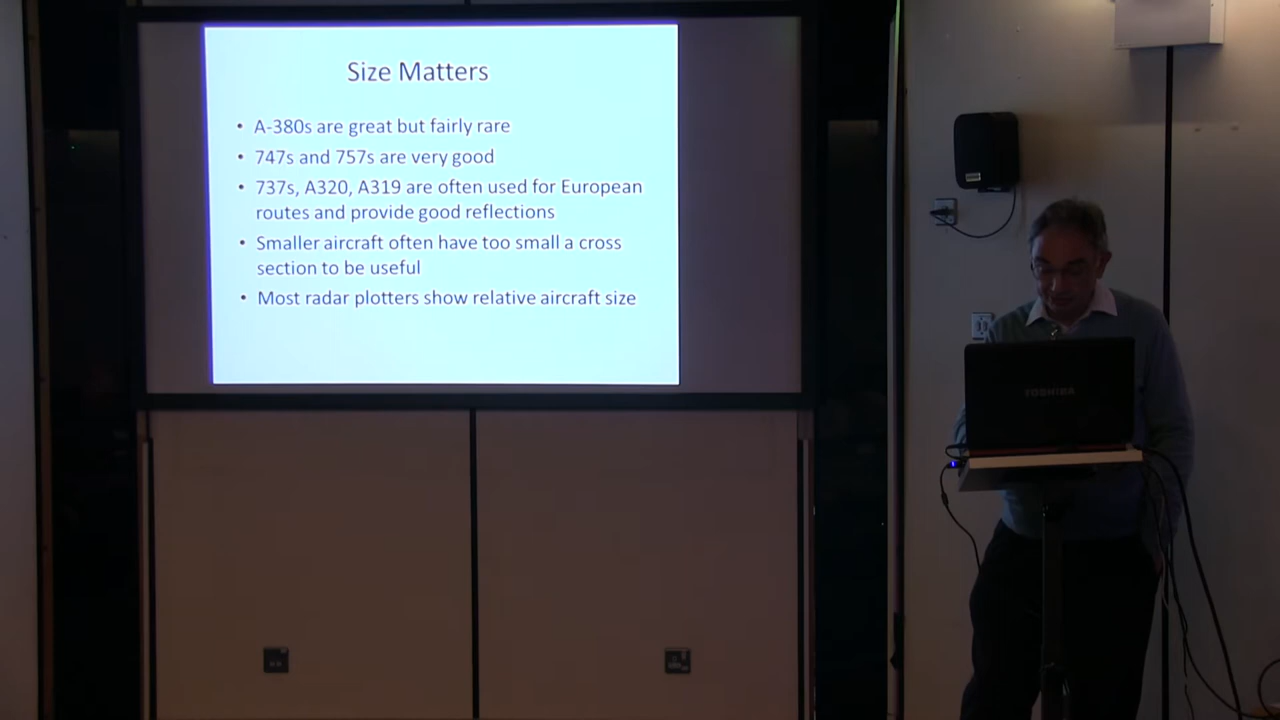 Size Matters
• A-380s are great but fairly rare
• 747s and 757s are very good
• 737s, A320, A319 are often used for European
routes and provide good reflections
• Smaller aircraft often have too small a cross
section to be useful
• Most radar plotters show relative aircraft size
TOSHIBA